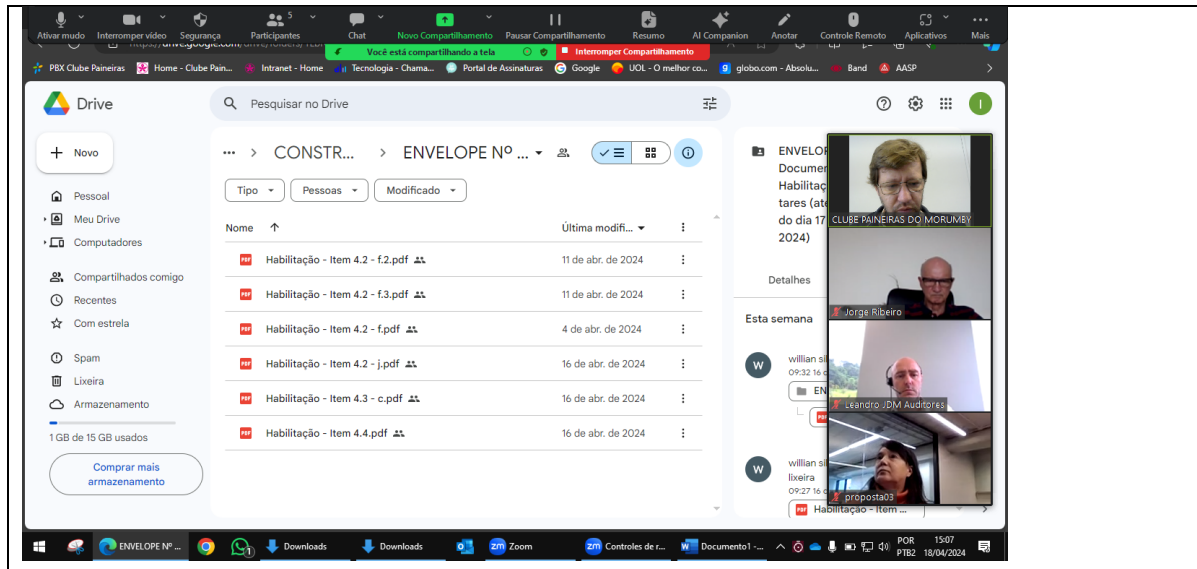 5
Ativar mudo Interromper vídeo Segurança Participantes Chat Novo Compartilhamento Pausar Compartilhamento Resumo AI Companion Anotar Controle Remoto Aplicativos Mais
Você está compartilhando a tela Interromper Compartilhamento
PBX Clube Paineiras Home - Clube Pain... Intranet - Home Tecnologia - Chama... Portal de Assinaturas Google UOL - O melhor co... globo.com - Absolu... Band AASP
Drive
Pesquisar no Drive
I
Novo
CONSTR... ENVELOPE Nº ...
Tipo Pessoas Modificado
Pessoal
Meu Drive
Computadores
Compartilhados comigo
Recentes
Com estrela
Spam
Lixeira
Armazenamento
1 GB de 15 GB usados
Comprar mais
armazenamento
Nome Última modifi...
Habilitação - Item 4.2 - f.2.pdf 11 de abr. de 2024
Habilitação - Item 4.2 - f.3.pdf 11 de abr. de 2024
Habilitação - Item 4.2 - f.pdf 4 de abr. de 2024
Habilitação - Item 4.2 - j.pdf 16 de abr. de 2024
Habilitação - Item 4.3 - c.pdf 16 de abr. de 2024
Habilitação - Item 4.4.pdf 16 de abr. de 2024
do dia 17
2024)
Detalhes
Esta semana
W
09:32 16
W
lixeira
09:27 16
Habilitação - Item ...
CLUBE PAINEIRAS DO MORUMBY
Jorge Ribeiro
Leandro JDM Auditores
proposta03
ENVELOPE Nº ... 1 Downloads Downloads Zoom Controles de r... Documento1 -... POR 15:07
PTB2 18/04/2024